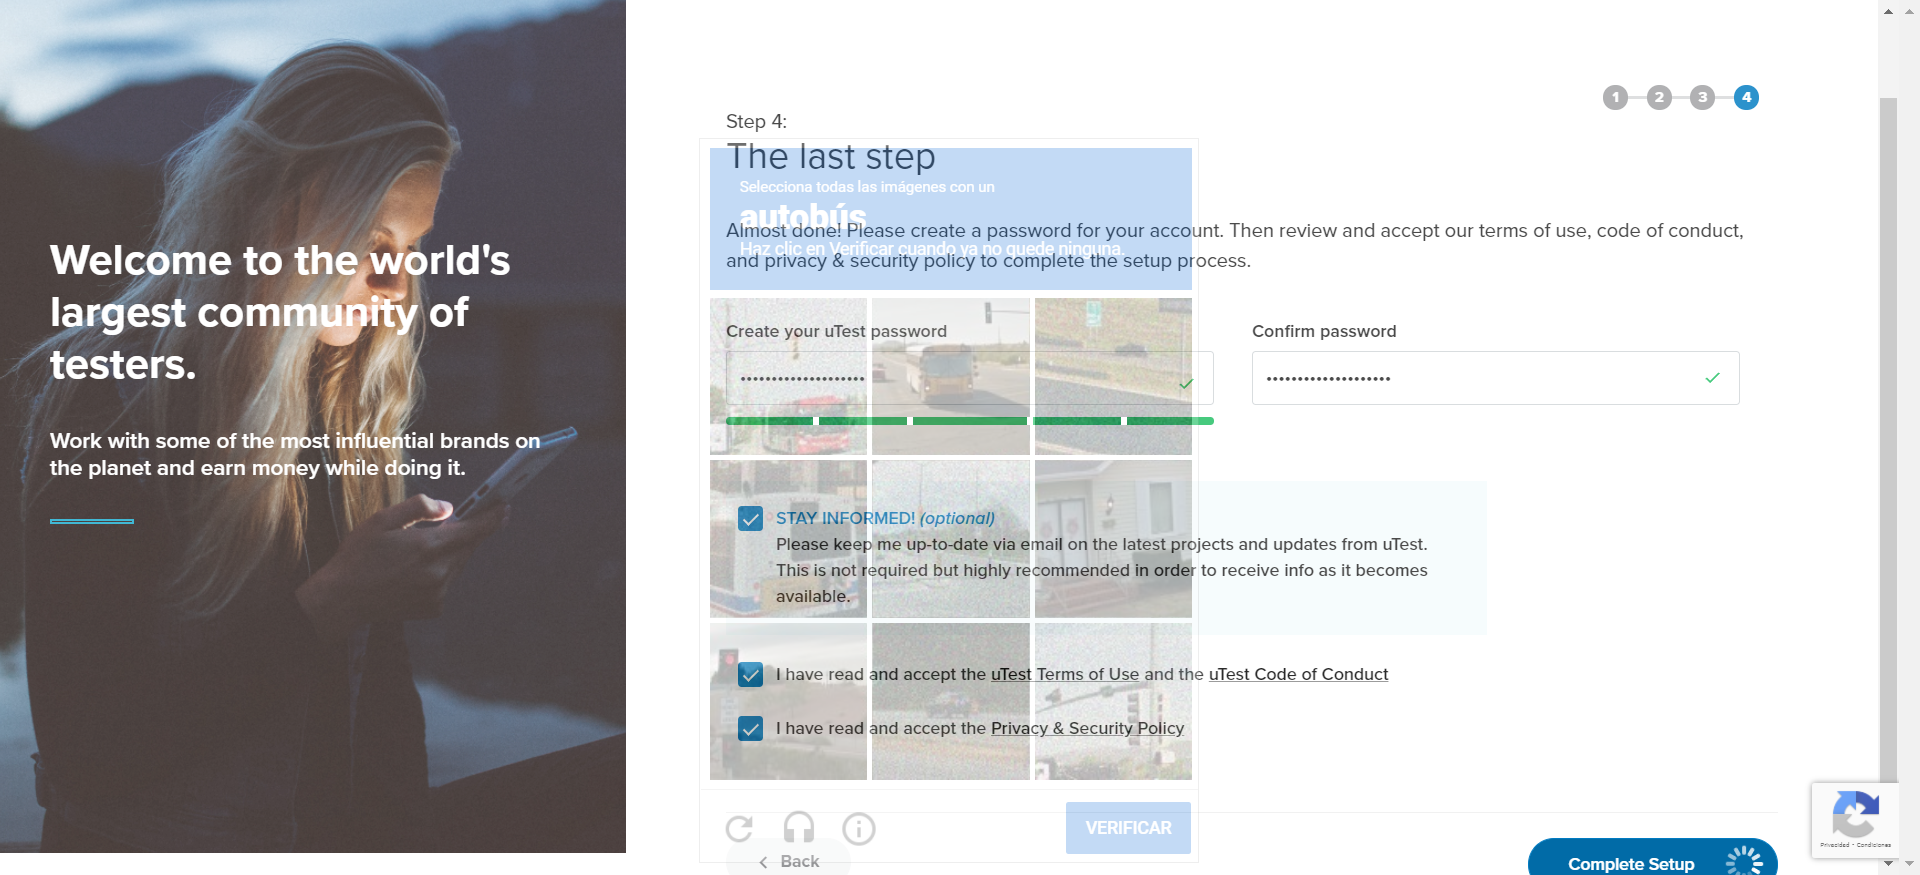 Welcome to the world's
largest community of
testers.
Work with some of the most influential brands on
the planet and earn money while doing it.
1 2 3 4
Step 4:
The last step
Selecciona todas las imágenes con un
autobús
Haz clic en Verificar cuando ya no quede ninguna.
Almost done! Please create a password for your account. Then review and accept our terms of use, code of conduct,
and privacy & security policy to complete the setup process.
Create your uTest password
Confirm password
STAY INFORMED! (optional)
Please keep me up-to-date via email on the latest projects and updates from uTest.
This is not required but highly recommended in order to receive info as it becomes
available.
I have read and accept the uTest Terms of Use and the uTest Code of Conduct
I have read and accept the Privacy & Security Policy
VERIFICAR
Back
Complete Setup
Privacidad - Condiciones